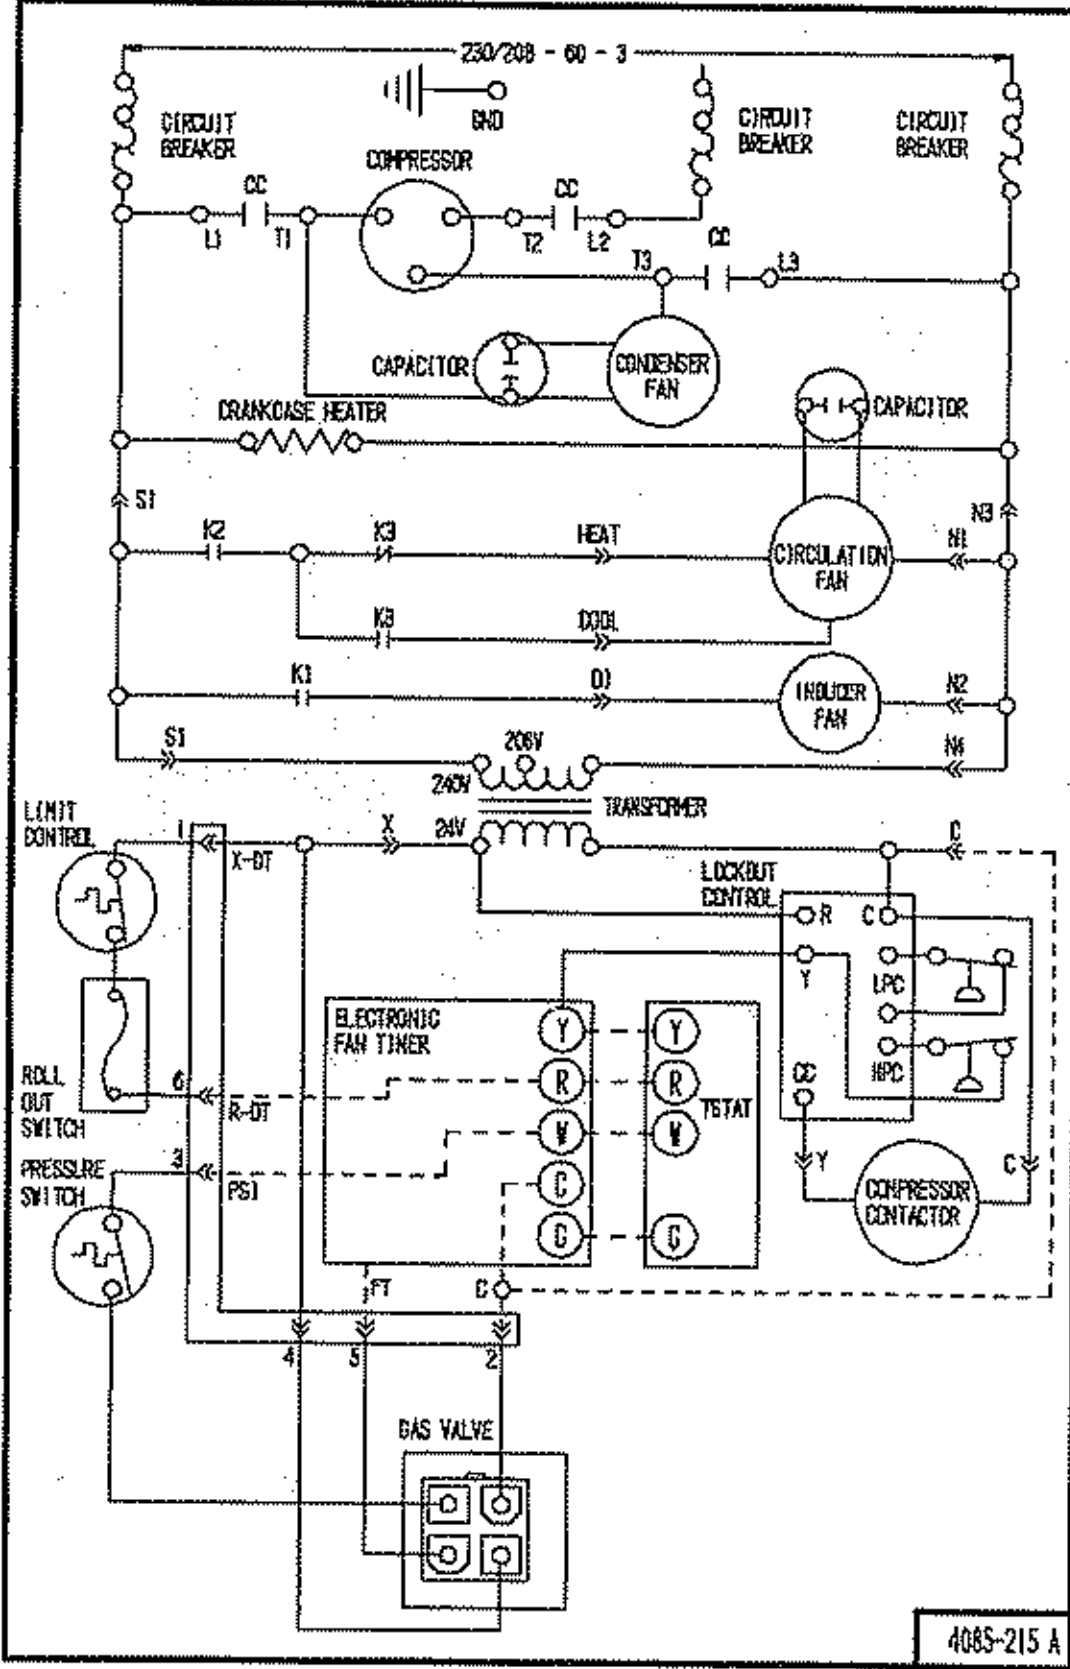 230/208 - 60 - 3
GND
CIRCUIT
BREAKER
CIRCUIT
BREAKER
CIRCUIT
BREAKER
COMPRESSOR
CC
CC
CC
L1
T1
T2
L2
T3
L3
CAPACITOR
CONDENSER
FAN
CAPACITOR
CRANKCASE HEATER
S1
N3
K2
K3
HEAT
CIRCULATION
FAN
N1
K3
COOL
K1
INDUCER
FAN
N2
S1
208V
240V
N4
TRANSFORMER
24V
LIMIT
CONTROL
1
X-OT
X
C
LOCKOUT
CONTROL
R
C
Y
LPC
HPC
CC
ELECTRONIC
FAN TIMER
Y
R
W
C
G
Y
R
W
G
TSTAT
ROLL
OUT
SWITCH
6
R-OT
PRESSURE
SWITCH
3
PS1
Y
C
COMPRESSOR
CONTACTOR
FT
C
4
5
2
GAS VALVE
408S-215 A